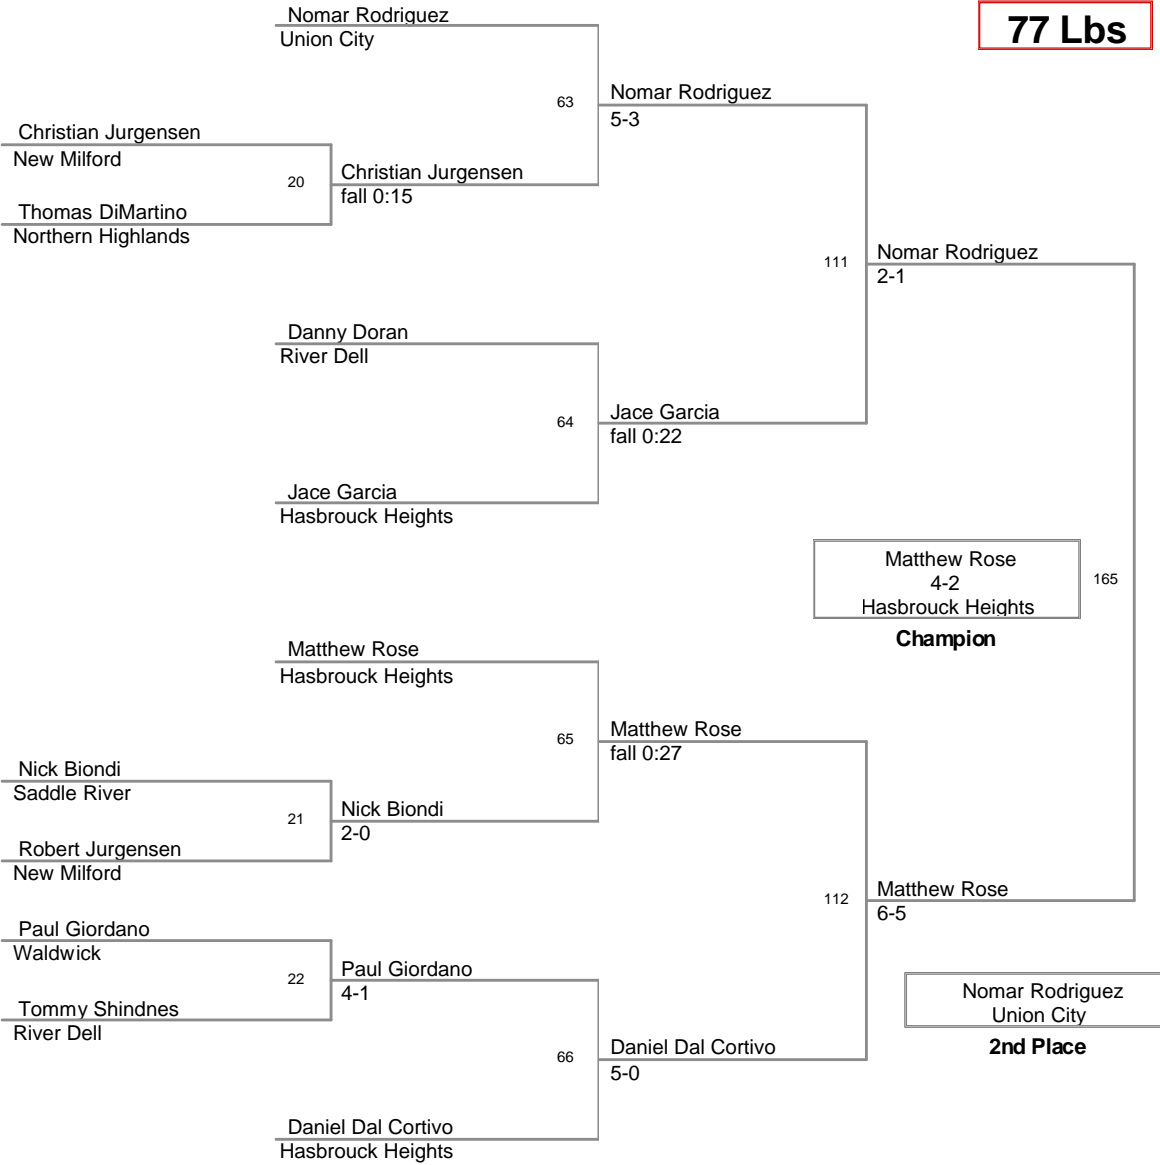 Nomar Rodriguez
Union City
77 Lbs
63
Nomar Rodriguez
5-3
Christian Jurgensen
New Milford
20
Christian Jurgensen
fall 0:15
Thomas DiMartino
Northern Highlands
111
Nomar Rodriguez
2-1
Danny Doran
River Dell
64
Jace Garcia
fall 0:22
Jace Garcia
Hasbrouck Heights
Matthew Rose
4-2
Hasbrouck Heights
165
Champion
Matthew Rose
Hasbrouck Heights
65
Matthew Rose
fall 0:27
Nick Biondi
Saddle River
21
Nick Biondi
2-0
Robert Jurgensen
New Milford
112
Matthew Rose
6-5
Paul Giordano
Waldwick
22
Paul Giordano
4-1
Tommy Shindnes
River Dell
Nomar Rodriguez
Union City
2nd Place
66
Daniel Dal Cortivo
5-0
Daniel Dal Cortivo
Hasbrouck Heights